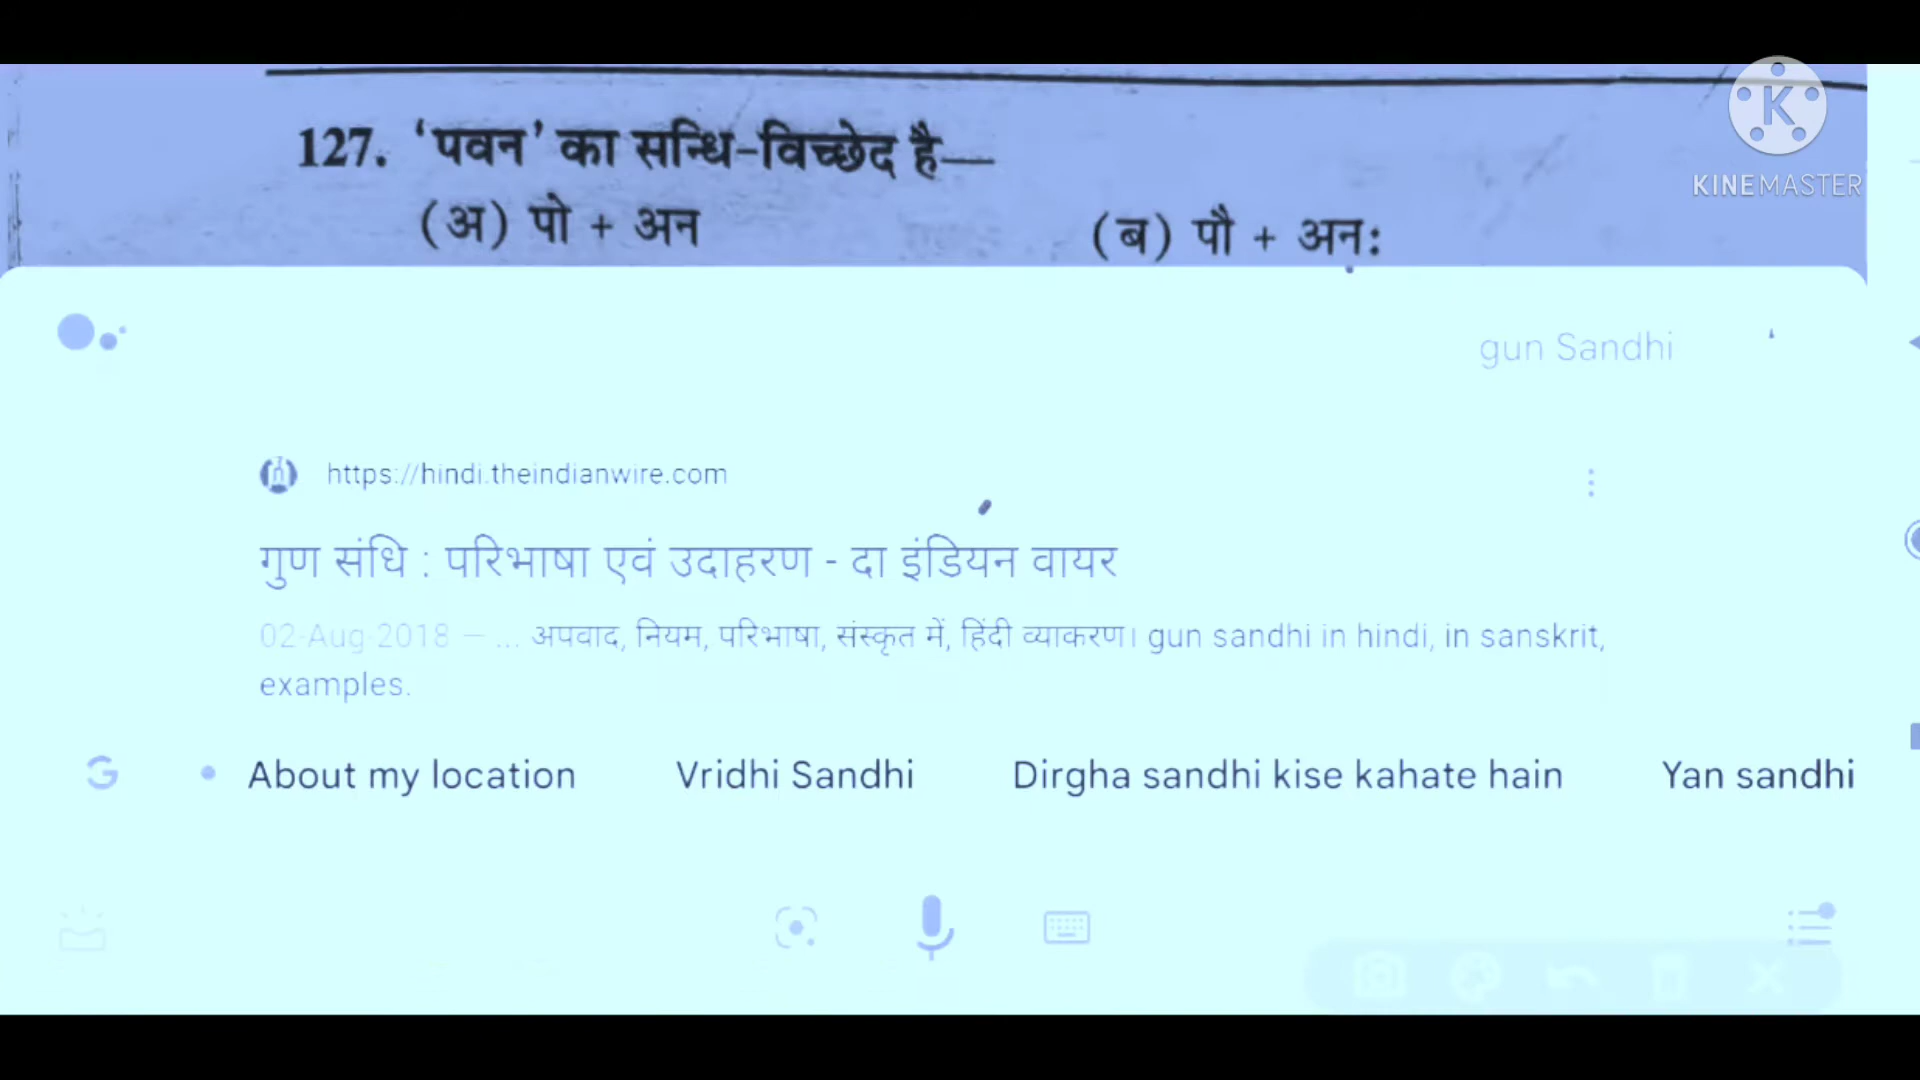 127. ‘पवन’ का सन्धि-विच्छेद है—
(अ) पो + अन (ब) पौ + अनः
KINEMASTER
gun Sandhi
https://hindi.theindianwire.com
गुण संधि : परिभाषा एवं उदाहरण - दा इंडियन वायर
02-Aug-2018 — ... अपवाद, नियम, परिभाषा, संस्कृत में, हिंदी व्याकरण। gun sandhi in hindi, in sanskrit,
examples.
About my location Vridhi Sandhi Dirgha sandhi kise kahate hain Yan sandhi